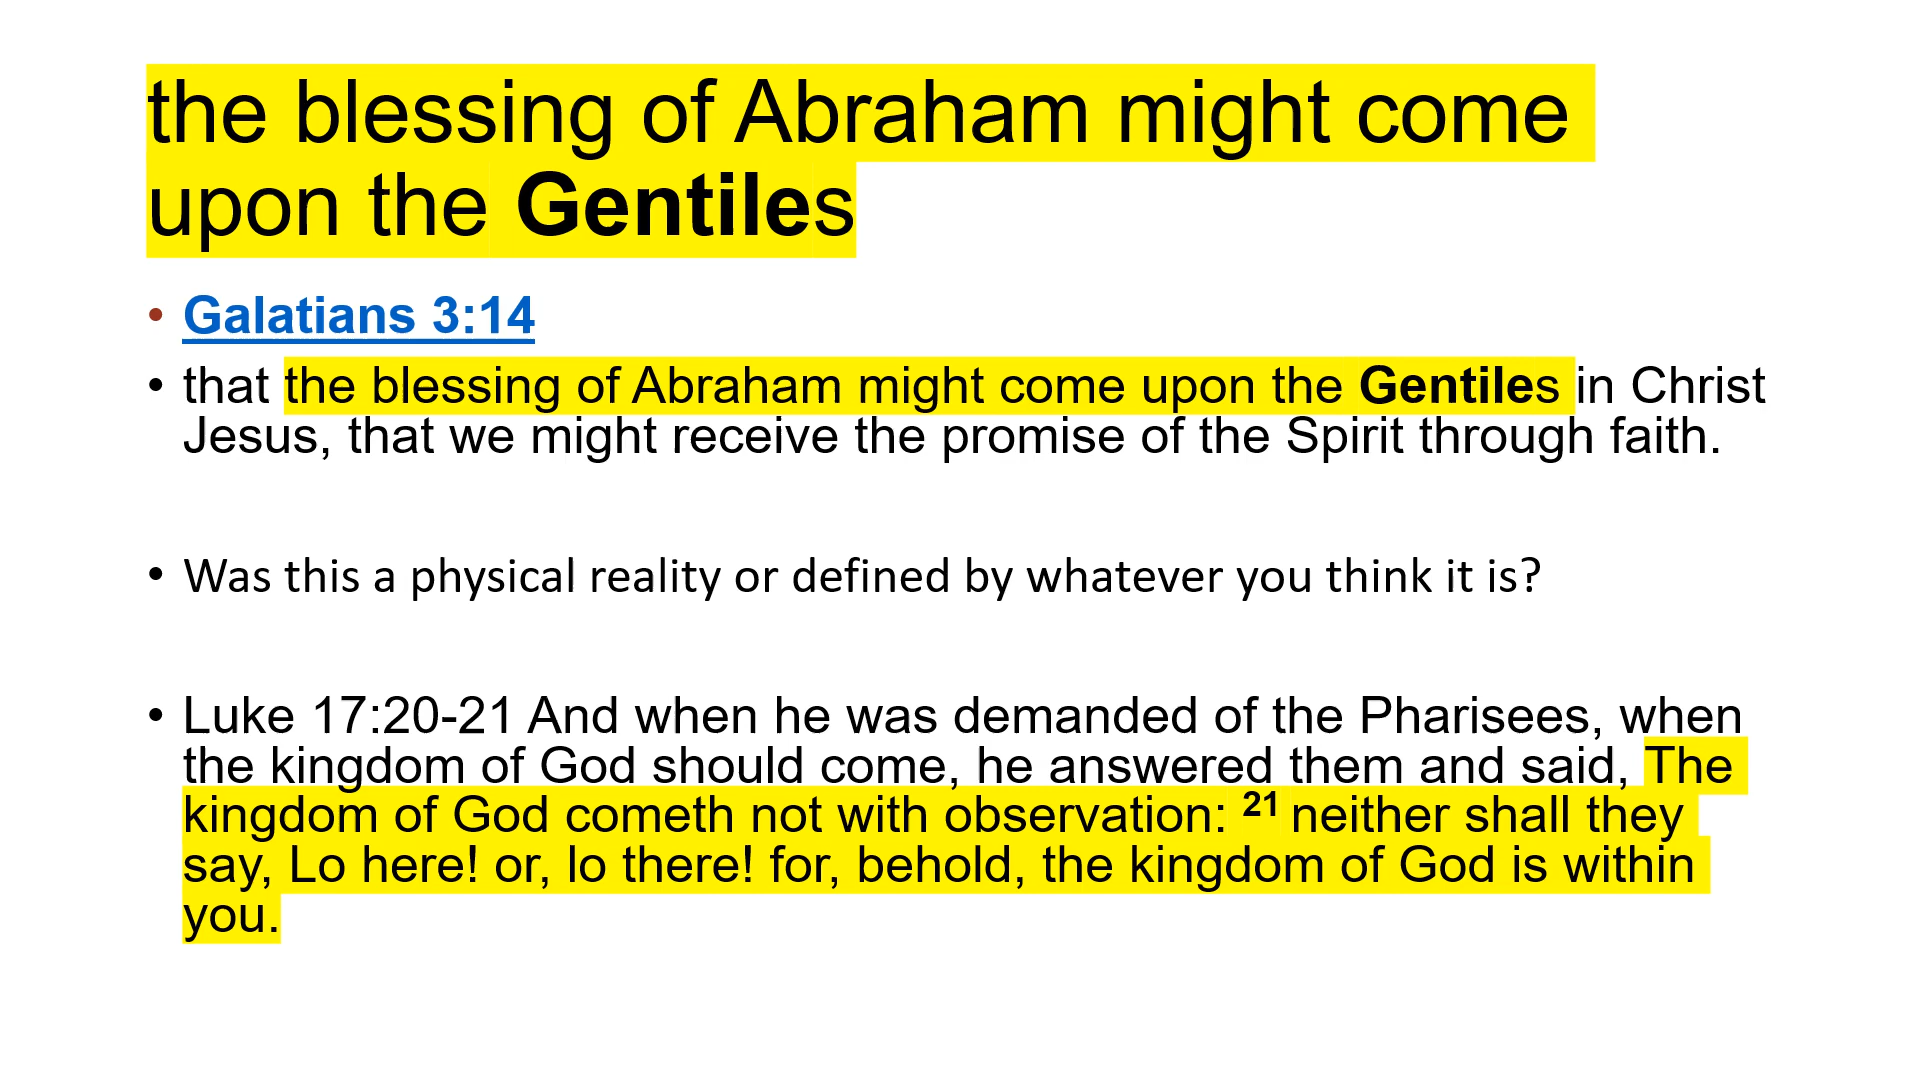 the blessing of Abraham might come
upon the Gentiles
• Galatians 3:14
• that the blessing of Abraham might come upon the Gentiles in Christ
Jesus, that we might receive the promise of the Spirit through faith.
• Was this a physical reality or defined by whatever you think it is?
• Luke 17:20-21 And when he was demanded of the Pharisees, when
the kingdom of God should come, he answered them and said, The
kingdom of God cometh not with observation: 21 neither shall they
say, Lo here! or, lo there! for, behold, the kingdom of God is within
you.